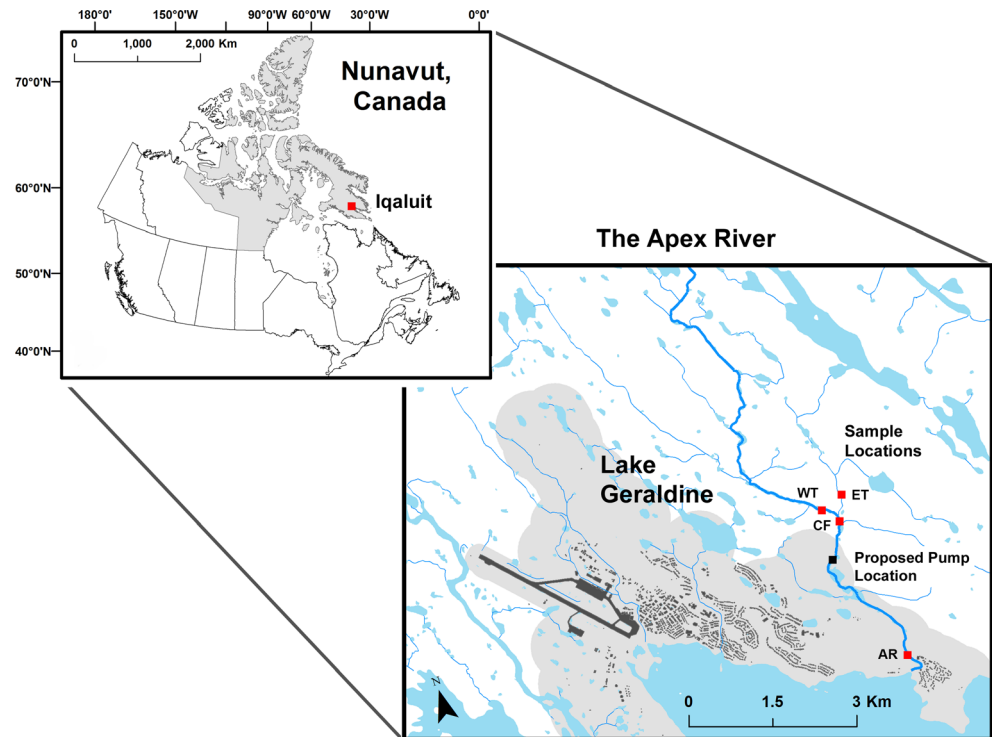 180°0' 150°W 90°0'W 60°0'W 30°0'W 0°0'
0 1,000 2,000 Km
Nunavut,
Canada
70°0'N
60°0'N
50°0'N
40°0'N
Iqaluit
The Apex River
Sample
Locations
Lake
Geraldine
WT
ET
CF
Proposed Pump
Location
AR
N
0 1.5 3 Km